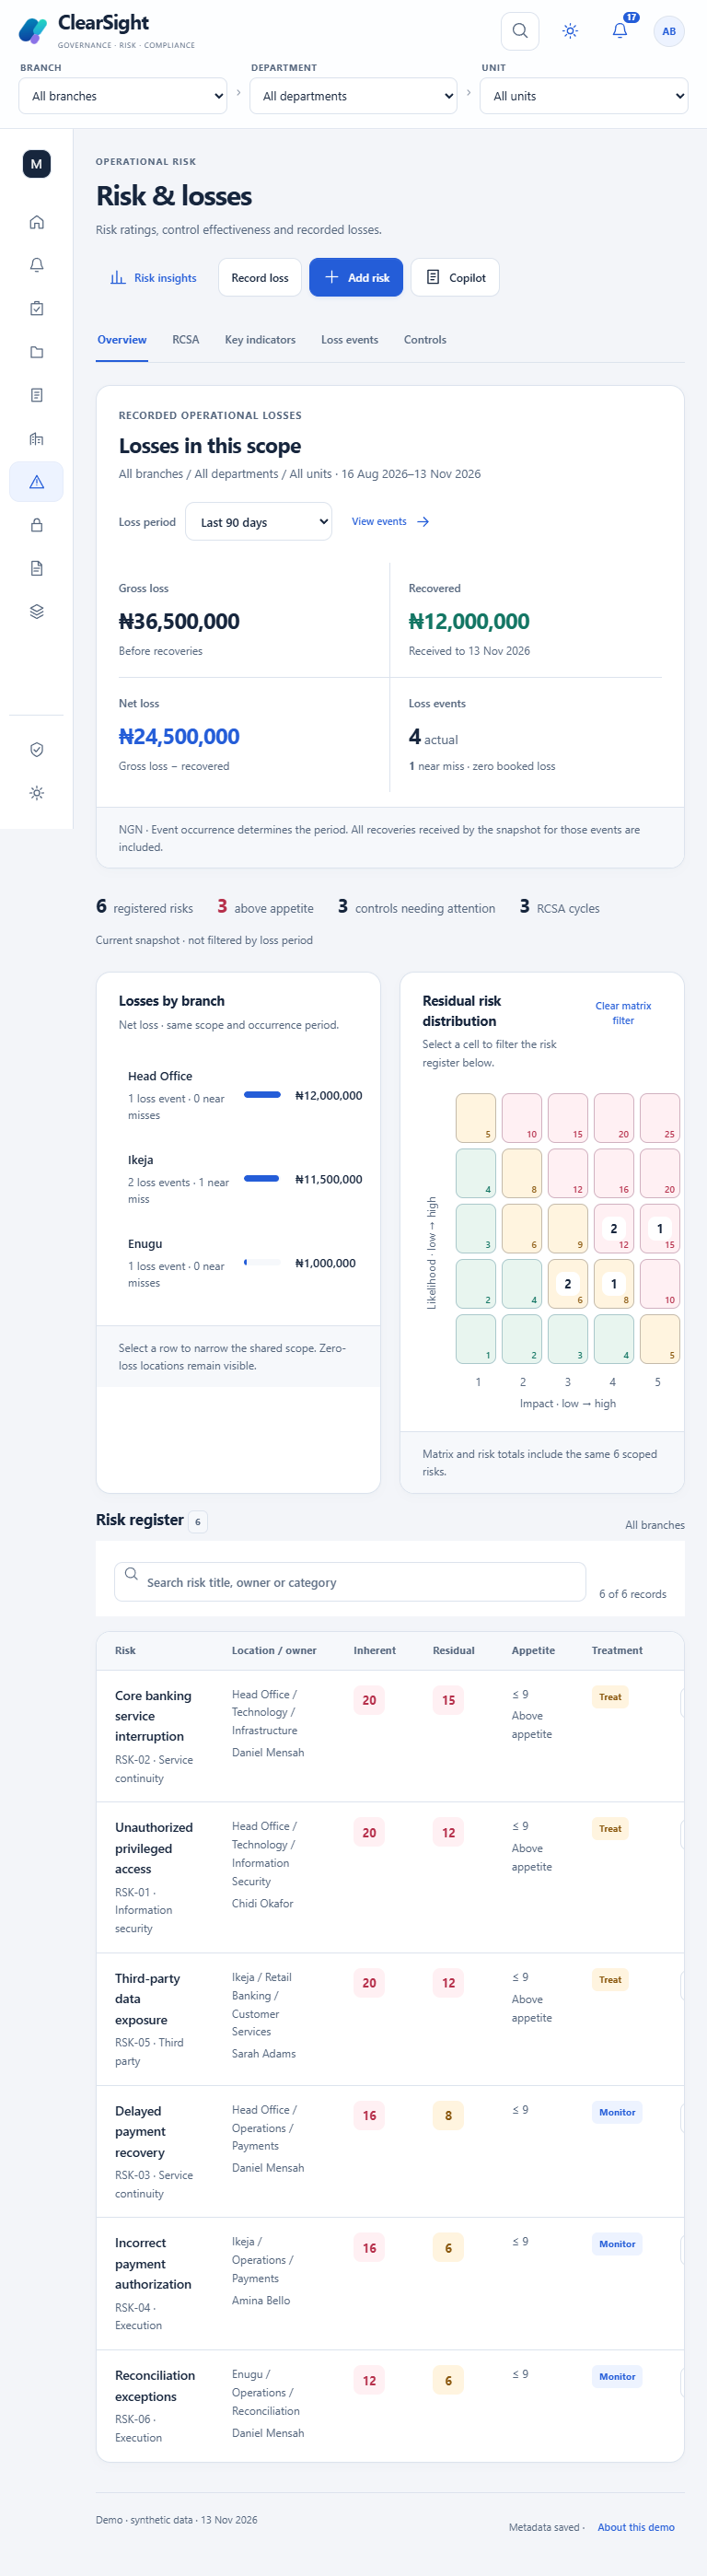 ClearSight
GOVERNANCE · RISK · COMPLIANCE
17
AB
BRANCH
DEPARTMENT
UNIT
All branches
›
All departments
›
All units
M
OPERATIONAL RISK
Risk & losses
Risk ratings, control effectiveness and recorded losses.
Risk insights
Record loss
Add risk
Copilot
Overview
RCSA
Key indicators
Loss events
Controls
RECORDED OPERATIONAL LOSSES
Losses in this scope
All branches / All departments / All units · 16 Aug 2026–13 Nov 2026
Loss period
Last 90 days
View events →
Gross loss
₦36,500,000
Before recoveries
Recovered
₦12,000,000
Received to 13 Nov 2026
Net loss
₦24,500,000
Gross loss − recovered
Loss events
4 actual
1 near miss · zero booked loss
NGN · Event occurrence determines the period. All recoveries received by the snapshot for those events are
included.
6 registered risks
3 above appetite
3 controls needing attention
3 RCSA cycles
Current snapshot · not filtered by loss period
Losses by branch
Net loss · same scope and occurrence period.
Head Office
1 loss event · 0 near
misses
₦12,000,000
Ikeja
2 loss events · 1 near
miss
₦11,500,000
Enugu
1 loss event · 0 near
misses
₦1,000,000
Select a row to narrow the shared scope. Zero-
loss locations remain visible.
Residual risk
distribution
Clear matrix
filter
Select a cell to filter the risk
register below.
Likelihood · low → high
5 10 15 20 25
4 8 12 16 20
3 6 9 2 12 1 15
2 4 2 6 1 8 10
1 2 3 4 5
1 2 3 4 5
Impact · low → high
Matrix and risk totals include the same 6 scoped
risks.
Risk register 6
All branches
Search risk title, owner or category
6 of 6 records
Risk
Location / owner
Inherent
Residual
Appetite
Treatment
Core banking
service
interruption
RSK-02 · Service
continuity
Head Office /
Technology /
Infrastructure
Daniel Mensah
20
15
≤ 9
Above
appetite
Treat
Unauthorized
privileged
access
RSK-01 ·
Information
security
Head Office /
Technology /
Information
Security
Chidi Okafor
20
12
≤ 9
Above
appetite
Treat
Third-party
data
exposure
RSK-05 · Third
party
Ikeja / Retail
Banking /
Customer
Services
Sarah Adams
20
12
≤ 9
Above
appetite
Treat
Delayed
payment
recovery
RSK-03 · Service
continuity
Head Office /
Operations /
Payments
Daniel Mensah
16
8
≤ 9
Monitor
Incorrect
payment
authorization
RSK-04 ·
Execution
Ikeja /
Operations /
Payments
Amina Bello
16
6
≤ 9
Monitor
Reconciliation
exceptions
RSK-06 ·
Execution
Enugu /
Operations /
Reconciliation
Daniel Mensah
12
6
≤ 9
Monitor
Demo · synthetic data · 13 Nov 2026
Metadata saved ·
About this demo